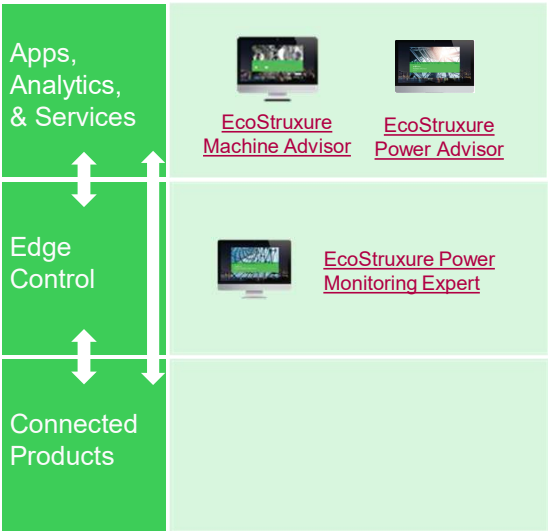 Apps,
Analytics,
& Services
EcoStruxure
Machine Advisor
EcoStruxure
Power Advisor
Edge
Control
EcoStruxure Power
Monitoring Expert
Connected
Products